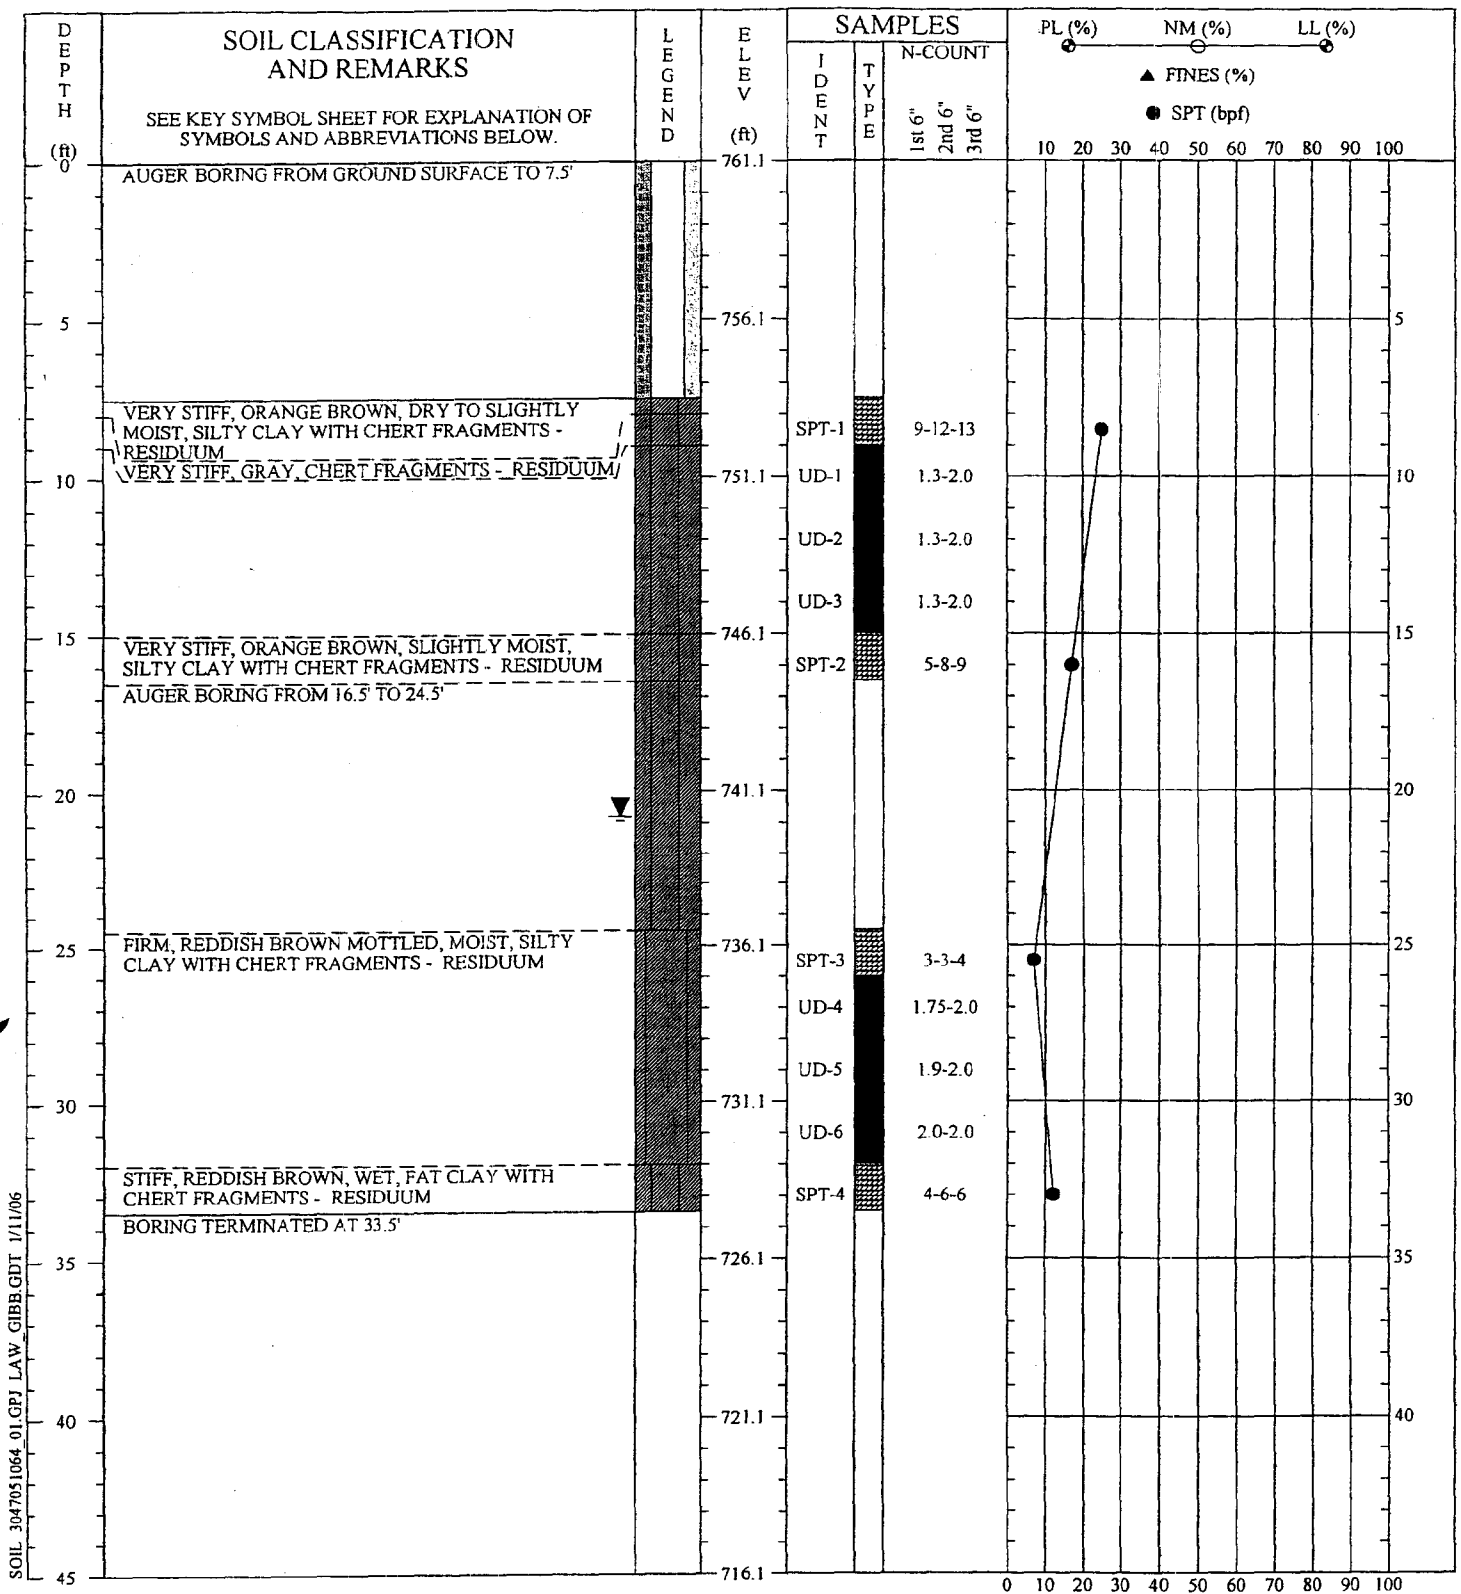 DEPTH
(ft)
SOIL CLASSIFICATION
AND REMARKS
SEE KEY SYMBOL SHEET FOR EXPLANATION OF
SYMBOLS AND ABBREVIATIONS BELOW.
LEGEND
ELEV
(ft)
SAMPLES
IDENT
TYPE
N-COUNT
1st 6"
2nd 6"
3rd 6"
PL (%) NM (%) LL (%)
▲ FINES (%)
● SPT (bpf)
10 20 30 40 50 60 70 80 90 100
0 AUGER BORING FROM GROUND SURFACE TO 7.5' 761.1
5 756.1 5
VERY STIFF, ORANGE BROWN, DRY TO SLIGHTLY
MOIST, SILTY CLAY WITH CHERT FRAGMENTS - SPT-1 9-12-13
RESIDUUM
VERY STIFF, GRAY, CHERT FRAGMENTS - RESIDUUM
10 751.1 UD-1 1.3-2.0 10
UD-2 1.3-2.0
UD-3 1.3-2.0
15 746.1 15
VERY STIFF, ORANGE BROWN, SLIGHTLY MOIST,
SILTY CLAY WITH CHERT FRAGMENTS - RESIDUUM SPT-2 5-8-9
AUGER BORING FROM 16.5' TO 24.5'
20 741.1 20
FIRM, REDDISH BROWN MOTTLED, MOIST, SILTY
25 736.1 25
CLAY WITH CHERT FRAGMENTS - RESIDUUM SPT-3 3-3-4
UD-4 1.75-2.0
UD-5 1.9-2.0
30 731.1 30
UD-6 2.0-2.0
STIFF, REDDISH BROWN, WET, FAT CLAY WITH
CHERT FRAGMENTS - RESIDUUM SPT-4 4-6-6
BORING TERMINATED AT 33.5'
35 726.1 35
40 721.1 40
45 716.1
0 10 20 30 40 50 60 70 80 90 100
SOIL 3047051064_01.GPJ LAW_GIBB.GDT 1/11/06